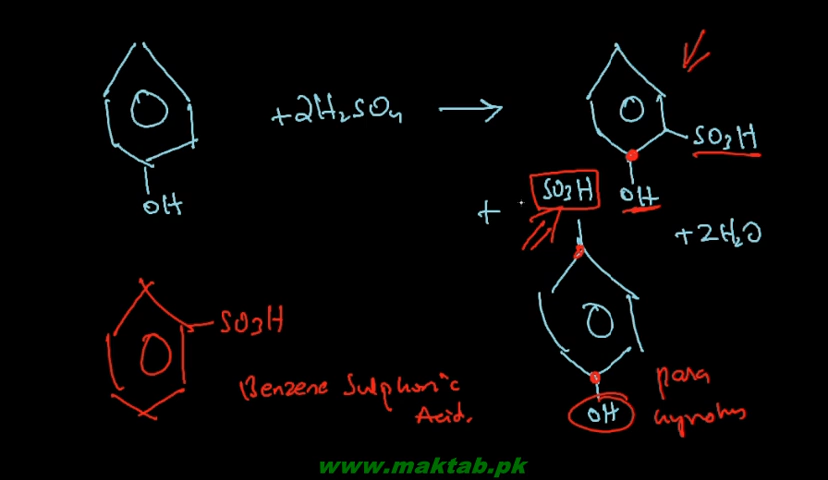 +2H₂SO₄ →
OH
SO₃H
OH
+
SO₃H
OH
+2H₂O
SO₃H
Benzene Sulphonic
Acid.
para
www.maktab.pk